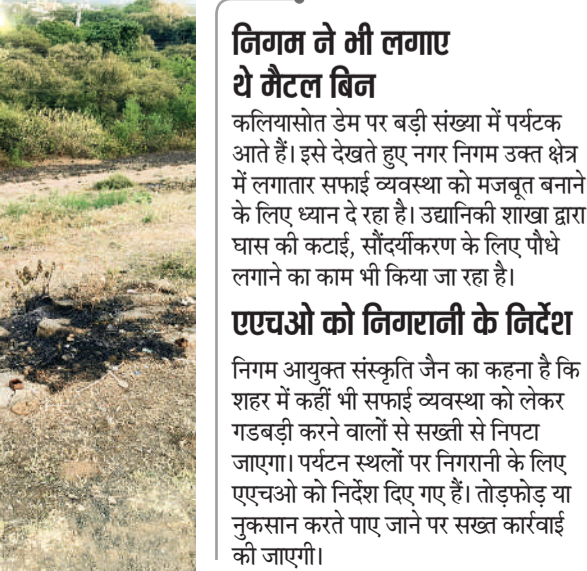 निगम ने भी लगाए
थे मैटल बिन
कलियासोत डेम पर बड़ी संख्या में पर्यटक
आते हैं। इसे देखते हुए नगर निगम उक्त क्षेत्र
में लगातार सफाई व्यवस्था को मजबूत बनाने
के लिए ध्यान दे रहा है। उद्यानिकी शाखा द्वारा
घास की कटाई, सौंदर्यीकरण के लिए पौधे
लगाने का काम भी किया जा रहा है।
एएचओ को निगरानी के निर्देश
निगम आयुक्त संस्कृति जैन का कहना है कि
शहर में कहीं भी सफाई व्यवस्था को लेकर
गडबड़ी करने वालों से सख्ती से निपटा
जाएगा। पर्यटन स्थलों पर निगरानी के लिए
एएचओ को निर्देश दिए गए हैं। तोड़फोड़ या
नुकसान करते पाए जाने पर सख्त कार्रवाई
की जाएगी।